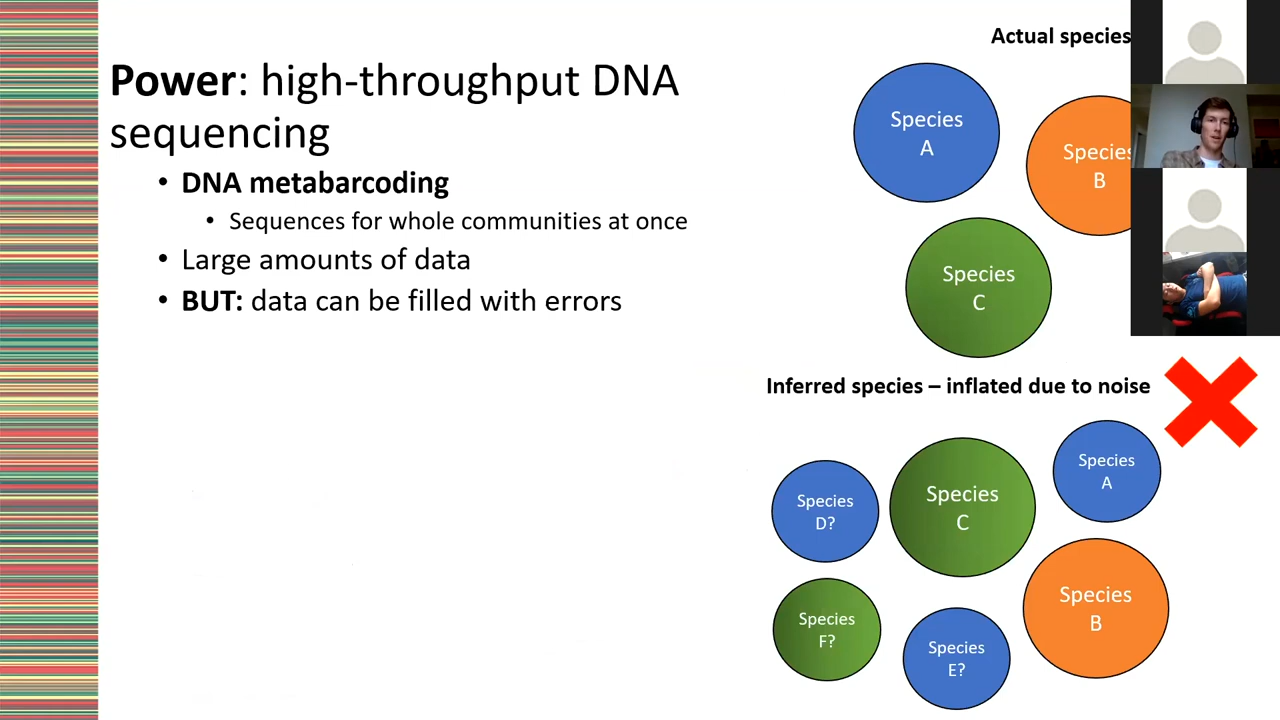 Power: high-throughput DNA
sequencing
• DNA metabarcoding
• Sequences for whole communities at once
• Large amounts of data
• BUT: data can be filled with errors
Actual species
Species
A
Species
B
Species
C
Inferred species – inflated due to noise
Species
D?
Species
C
Species
A
Species
F?
Species
E?
Species
B